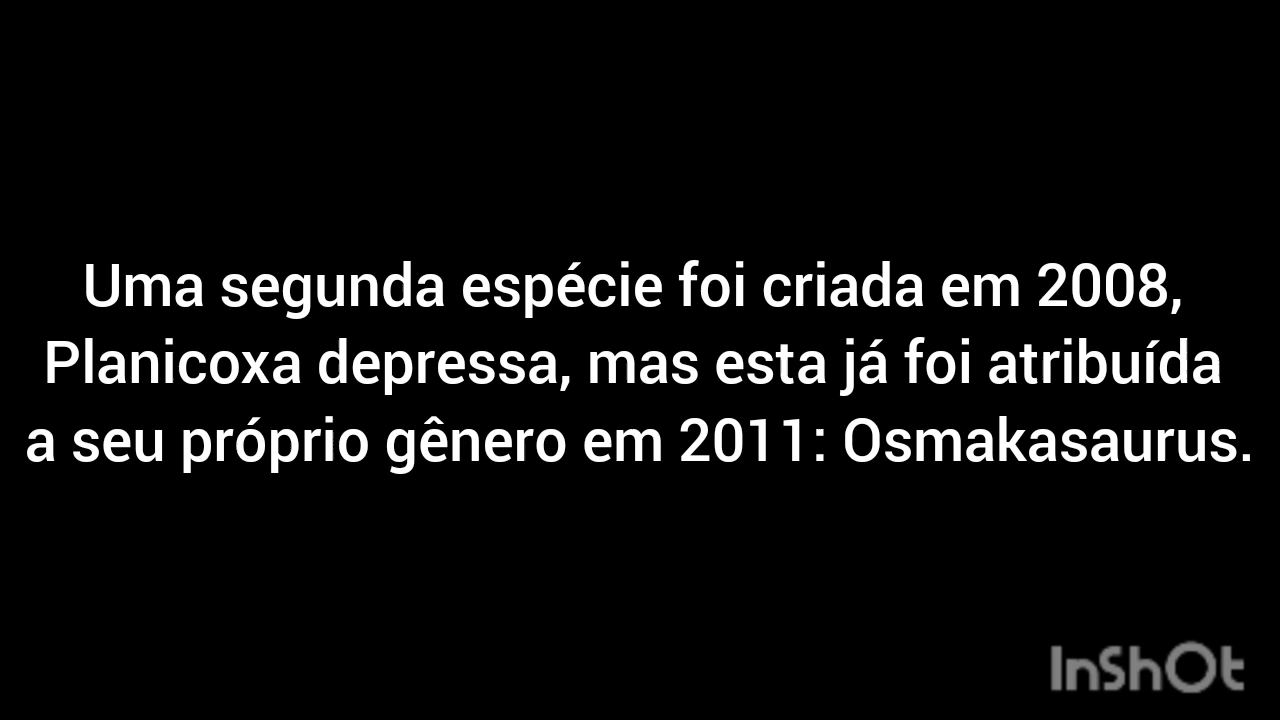 Uma segunda espécie foi criada em 2008,
Planicoxa depressa, mas esta já foi atribuída
a seu próprio gênero em 2011: Osmakasaurus.
InShOt